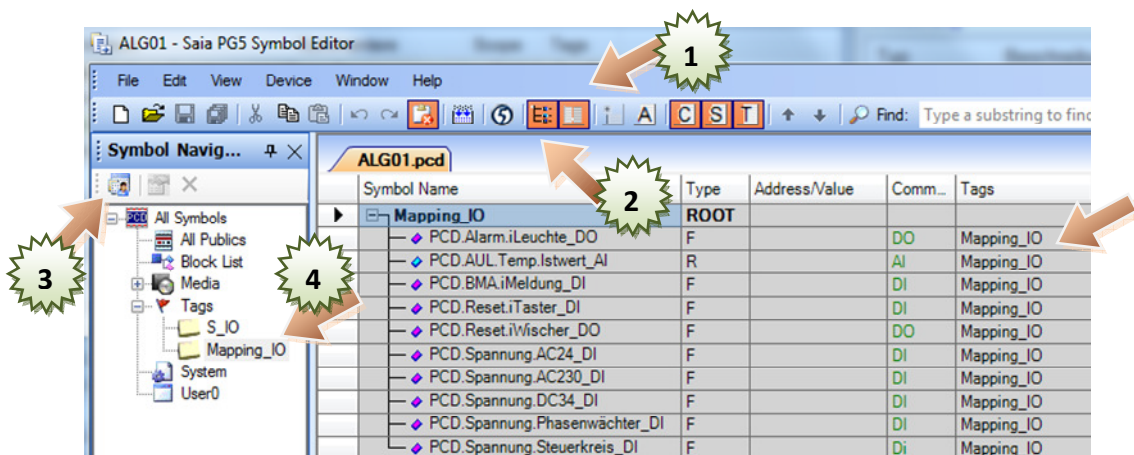 ALG01 - Saia PG5 Symbol Editor
1
File Edit View Device Window Help
A C S T Find: Type a substring to find
Symbol Navig...
ALG01.pcd
2
Symbol Name Type Address/Value Comm... Tags
3
PCD All Symbols
All Publics
Block List
Media
Tags
S_IO
Mapping_IO
System
User0
4
Mapping_IO ROOT
PCD.Alarm.iLeuchte_DO F DO Mapping_IO
PCD.AUL.Temp.Istwert_AI R AI Mapping_IO
PCD.BMA.iMeldung_DI F DI Mapping_IO
PCD.Reset.iTaster_DI F DI Mapping_IO
PCD.Reset.iWischer_DO F DO Mapping_IO
PCD.Spannung.AC24_DI F DI Mapping_IO
PCD.Spannung.AC230_DI F DI Mapping_IO
PCD.Spannung.DC34_DI F DI Mapping_IO
PCD.Spannung.Phasenwächter_DI F DI Mapping_IO
PCD.Spannung.Steuerkreis_DI F Di Mapping_IO